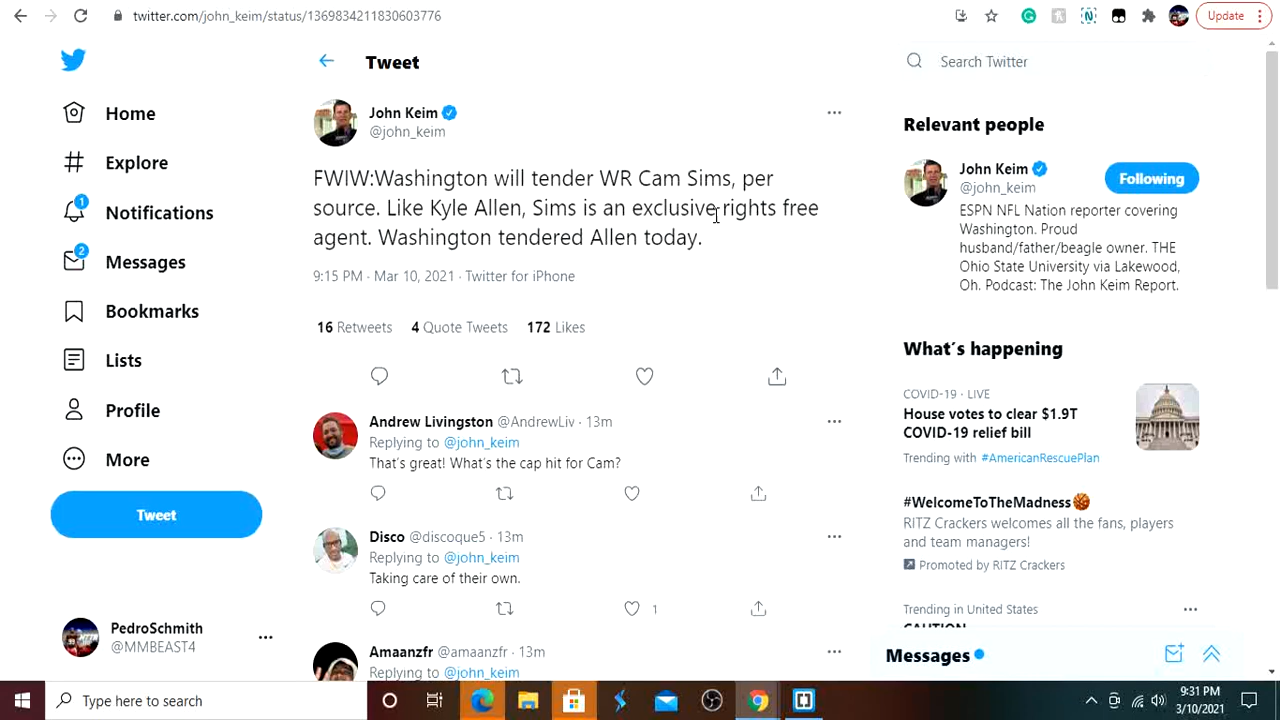 twitter.com/john_keim/status/1369834211830603776
Update
Home
Explore
1
Notifications
2
Messages
Bookmarks
Lists
Profile
More
Tweet
PedroSchmith
@MMBEAST4
Tweet
John Keim
@john_keim
FWIW:Washington will tender WR Cam Sims, per
source. Like Kyle Allen, Sims is an exclusive rights free
agent. Washington tendered Allen today.
9:15 PM · Mar 10, 2021 · Twitter for iPhone
16 Retweets 4 Quote Tweets 172 Likes
Andrew Livingston @AndrewLiv · 13m
Replying to @john_keim
That's great! What's the cap hit for Cam?
Disco @discoque5 · 13m
Replying to @john_keim
Taking care of their own.
1
Amaanzfr @amaanzfr · 13m
Replying to @john_keim
Search Twitter
Relevant people
John Keim
@john_keim
Following
ESPN NFL Nation reporter covering
Washington. Proud
husband/father/beagle owner. THE
Ohio State University via Lakewood,
Oh. Podcast: The John Keim Report.
What's happening
COVID-19 · LIVE
House votes to clear $1.9T
COVID-19 relief bill
Trending with #AmericanRescuePlan
#WelcomeToTheMadness
RITZ Crackers welcomes all the fans, players
and team managers!
Promoted by RITZ Crackers
Trending in United States
CAUTION
Messages
Type here to search
9:31 PM
3/10/2021